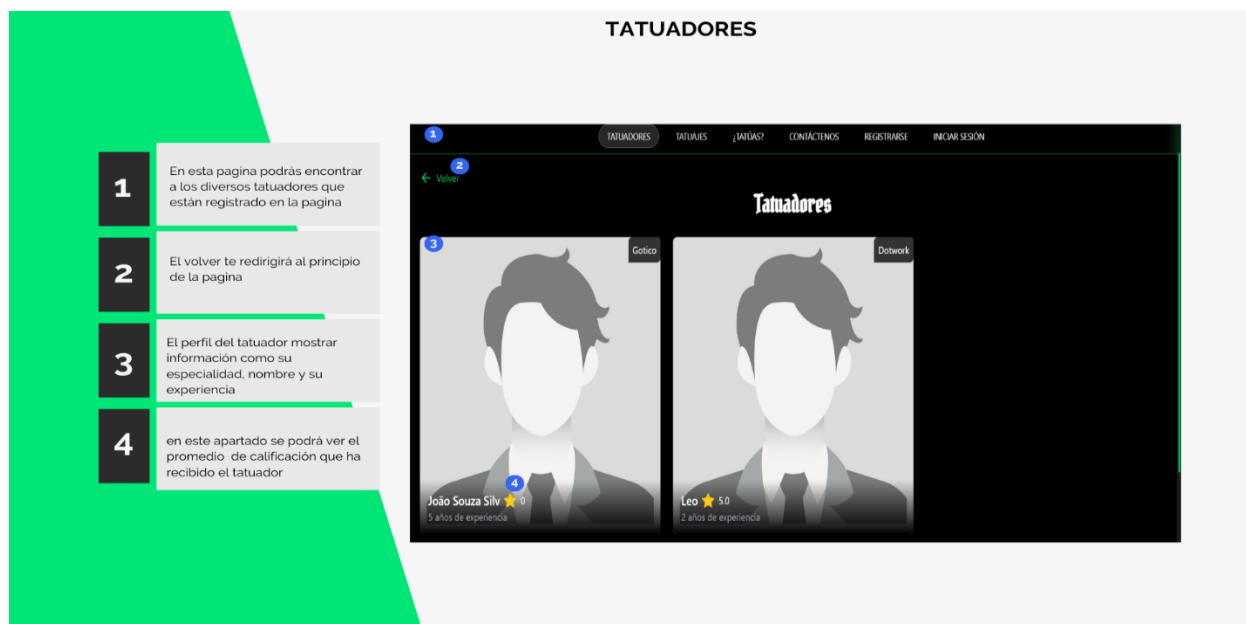 TATUADORES
1
En esta pagina podrás encontrar
a los diversos tatuadores que
están registrado en la pagina
2
El volver te redirigirá al principio
de la pagina
3
El perfil del tatuador mostrar
información como su
especialidad, nombre y su
experiencia
4
en este apartado se podrá ver el
promedio de calificación que ha
recibido el tatuador
1 TATUADORES TATUAJES ¿TATÚAS? CONTÁCTENOS REGISTRARSE INICIAR SESIÓN
2
← Volver
Tatuadores
3 Gotico Dotwork
4
João Souza Silv 0 Leo 5.0
5 años de experiencia 2 años de experiencia